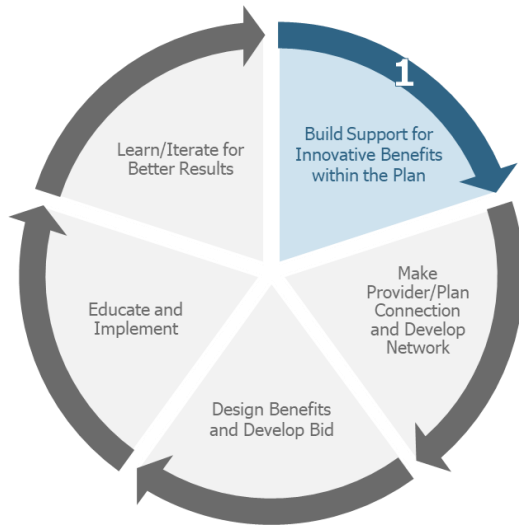 1
Build Support for
Innovative Benefits
within the Plan
Make
Provider/Plan
Connection
and Develop
Network
Design Benefits
and Develop Bid
Educate and
Implement
Learn/Iterate for
Better Results